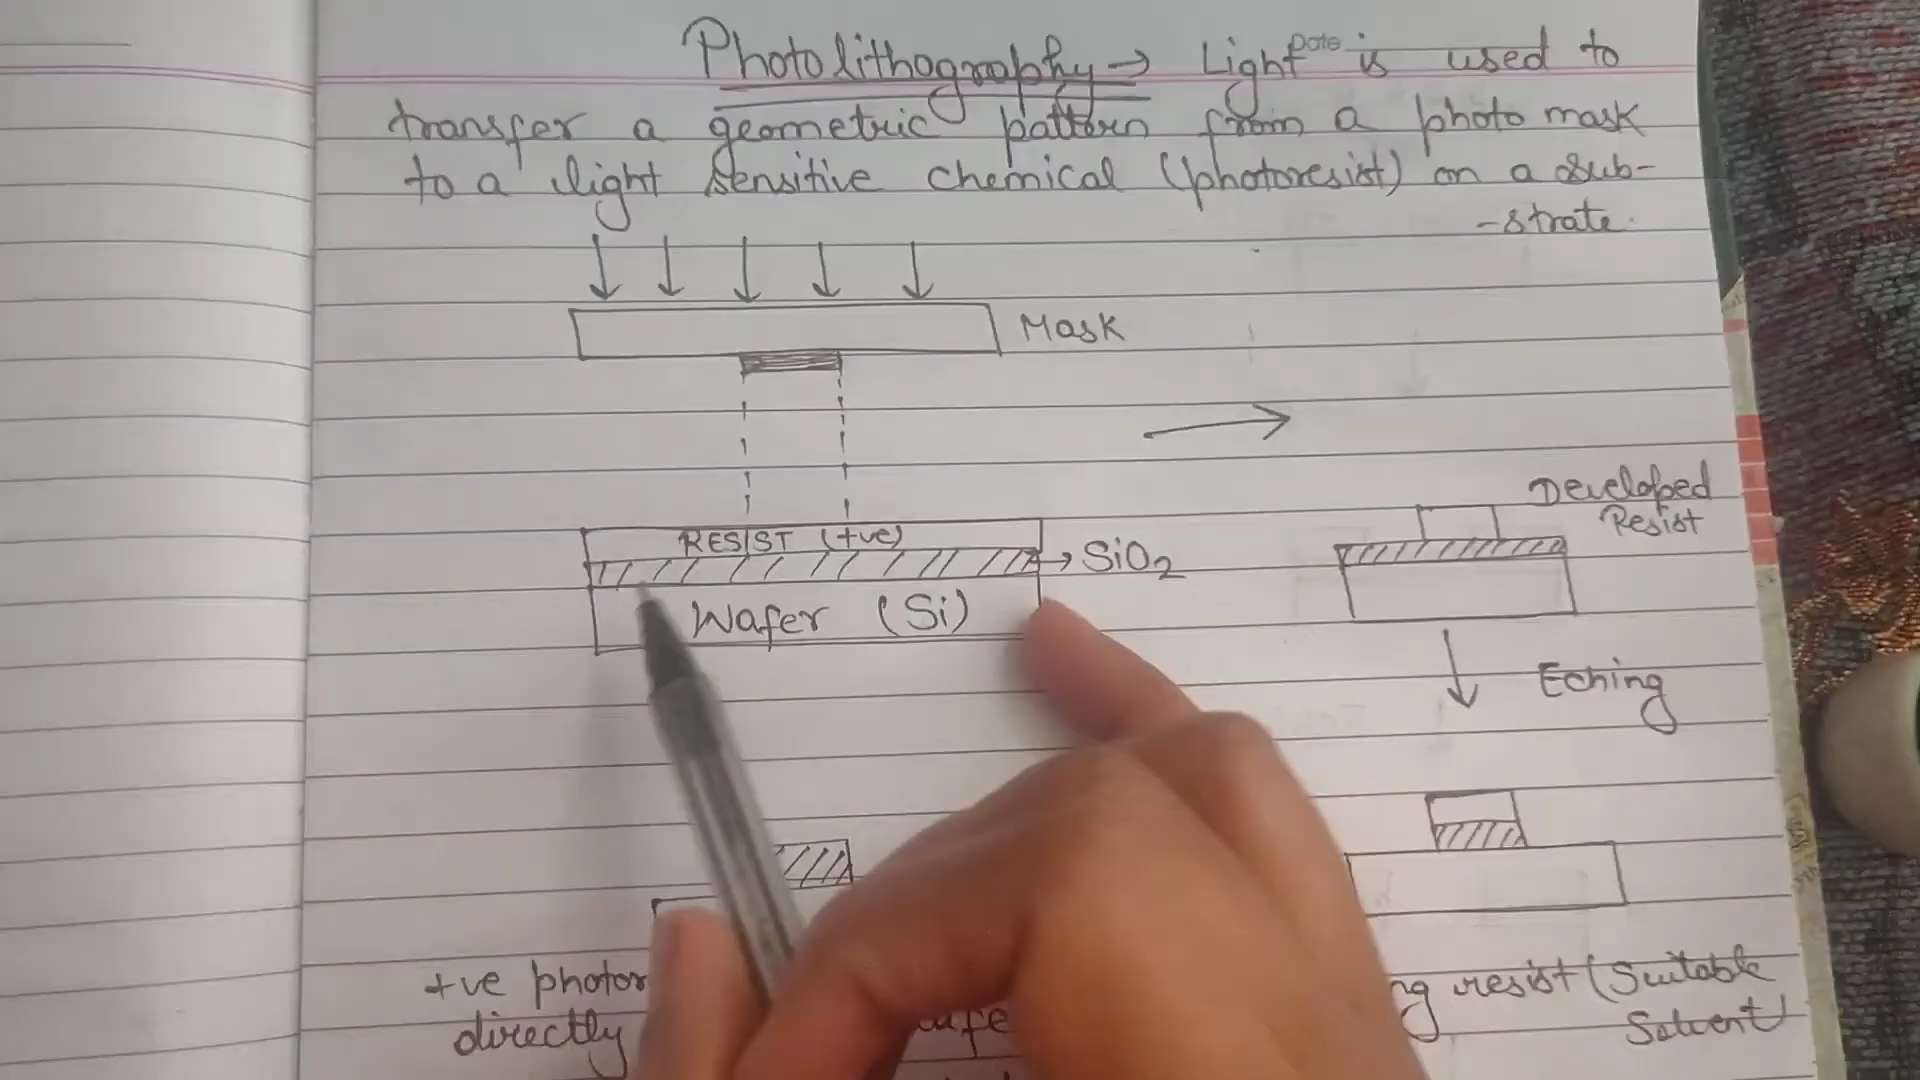 Photolithography → Light is used to
Date
transfer a geometric pattern from a photo mask
to a light sensitive chemical (photoresist) on a sub-
-strate.
Mask
Developed
Resist
RESIST (+ve)
→ SiO2
Wafer (Si)
Eching
+ve photor
resist (Suitable
directly
Solvent)